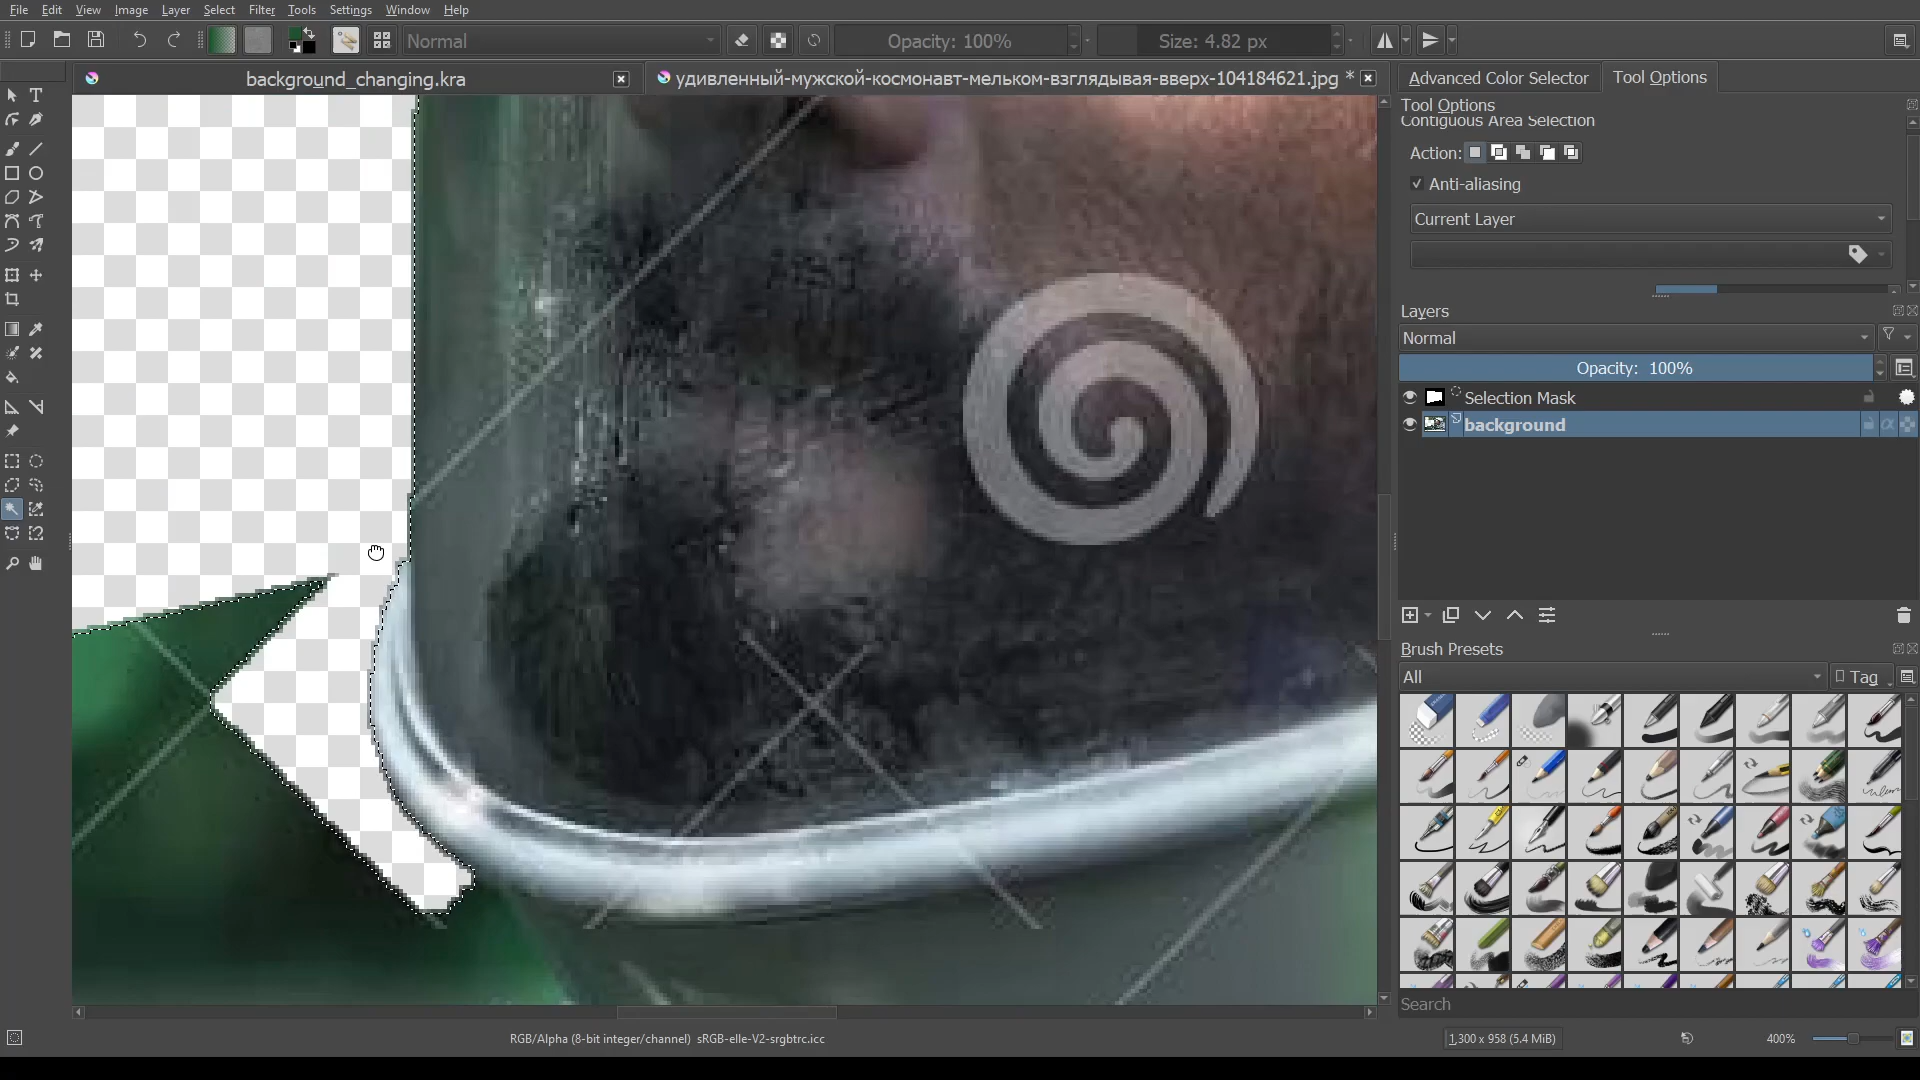 File Edit View Image Layer Select Filter Tools Settings Window Help
Normal Opacity: 100% Size: 4.82 px
background_changing.kra удивленный-мужской-космонавт-мельком-взглядывая-вверх-104184621.jpg * Advanced Color Selector Tool Options
Tool Options
Contiguous Area Selection
Action:
Anti-aliasing
Current Layer
Layers
Normal
Opacity: 100%
Selection Mask
background
Brush Presets
All Tag
Search
RGB/Alpha (8-bit integer/channel) sRGB-elle-V2-srgbtrc.icc 1,300 x 958 (5.4 MiB) 400%